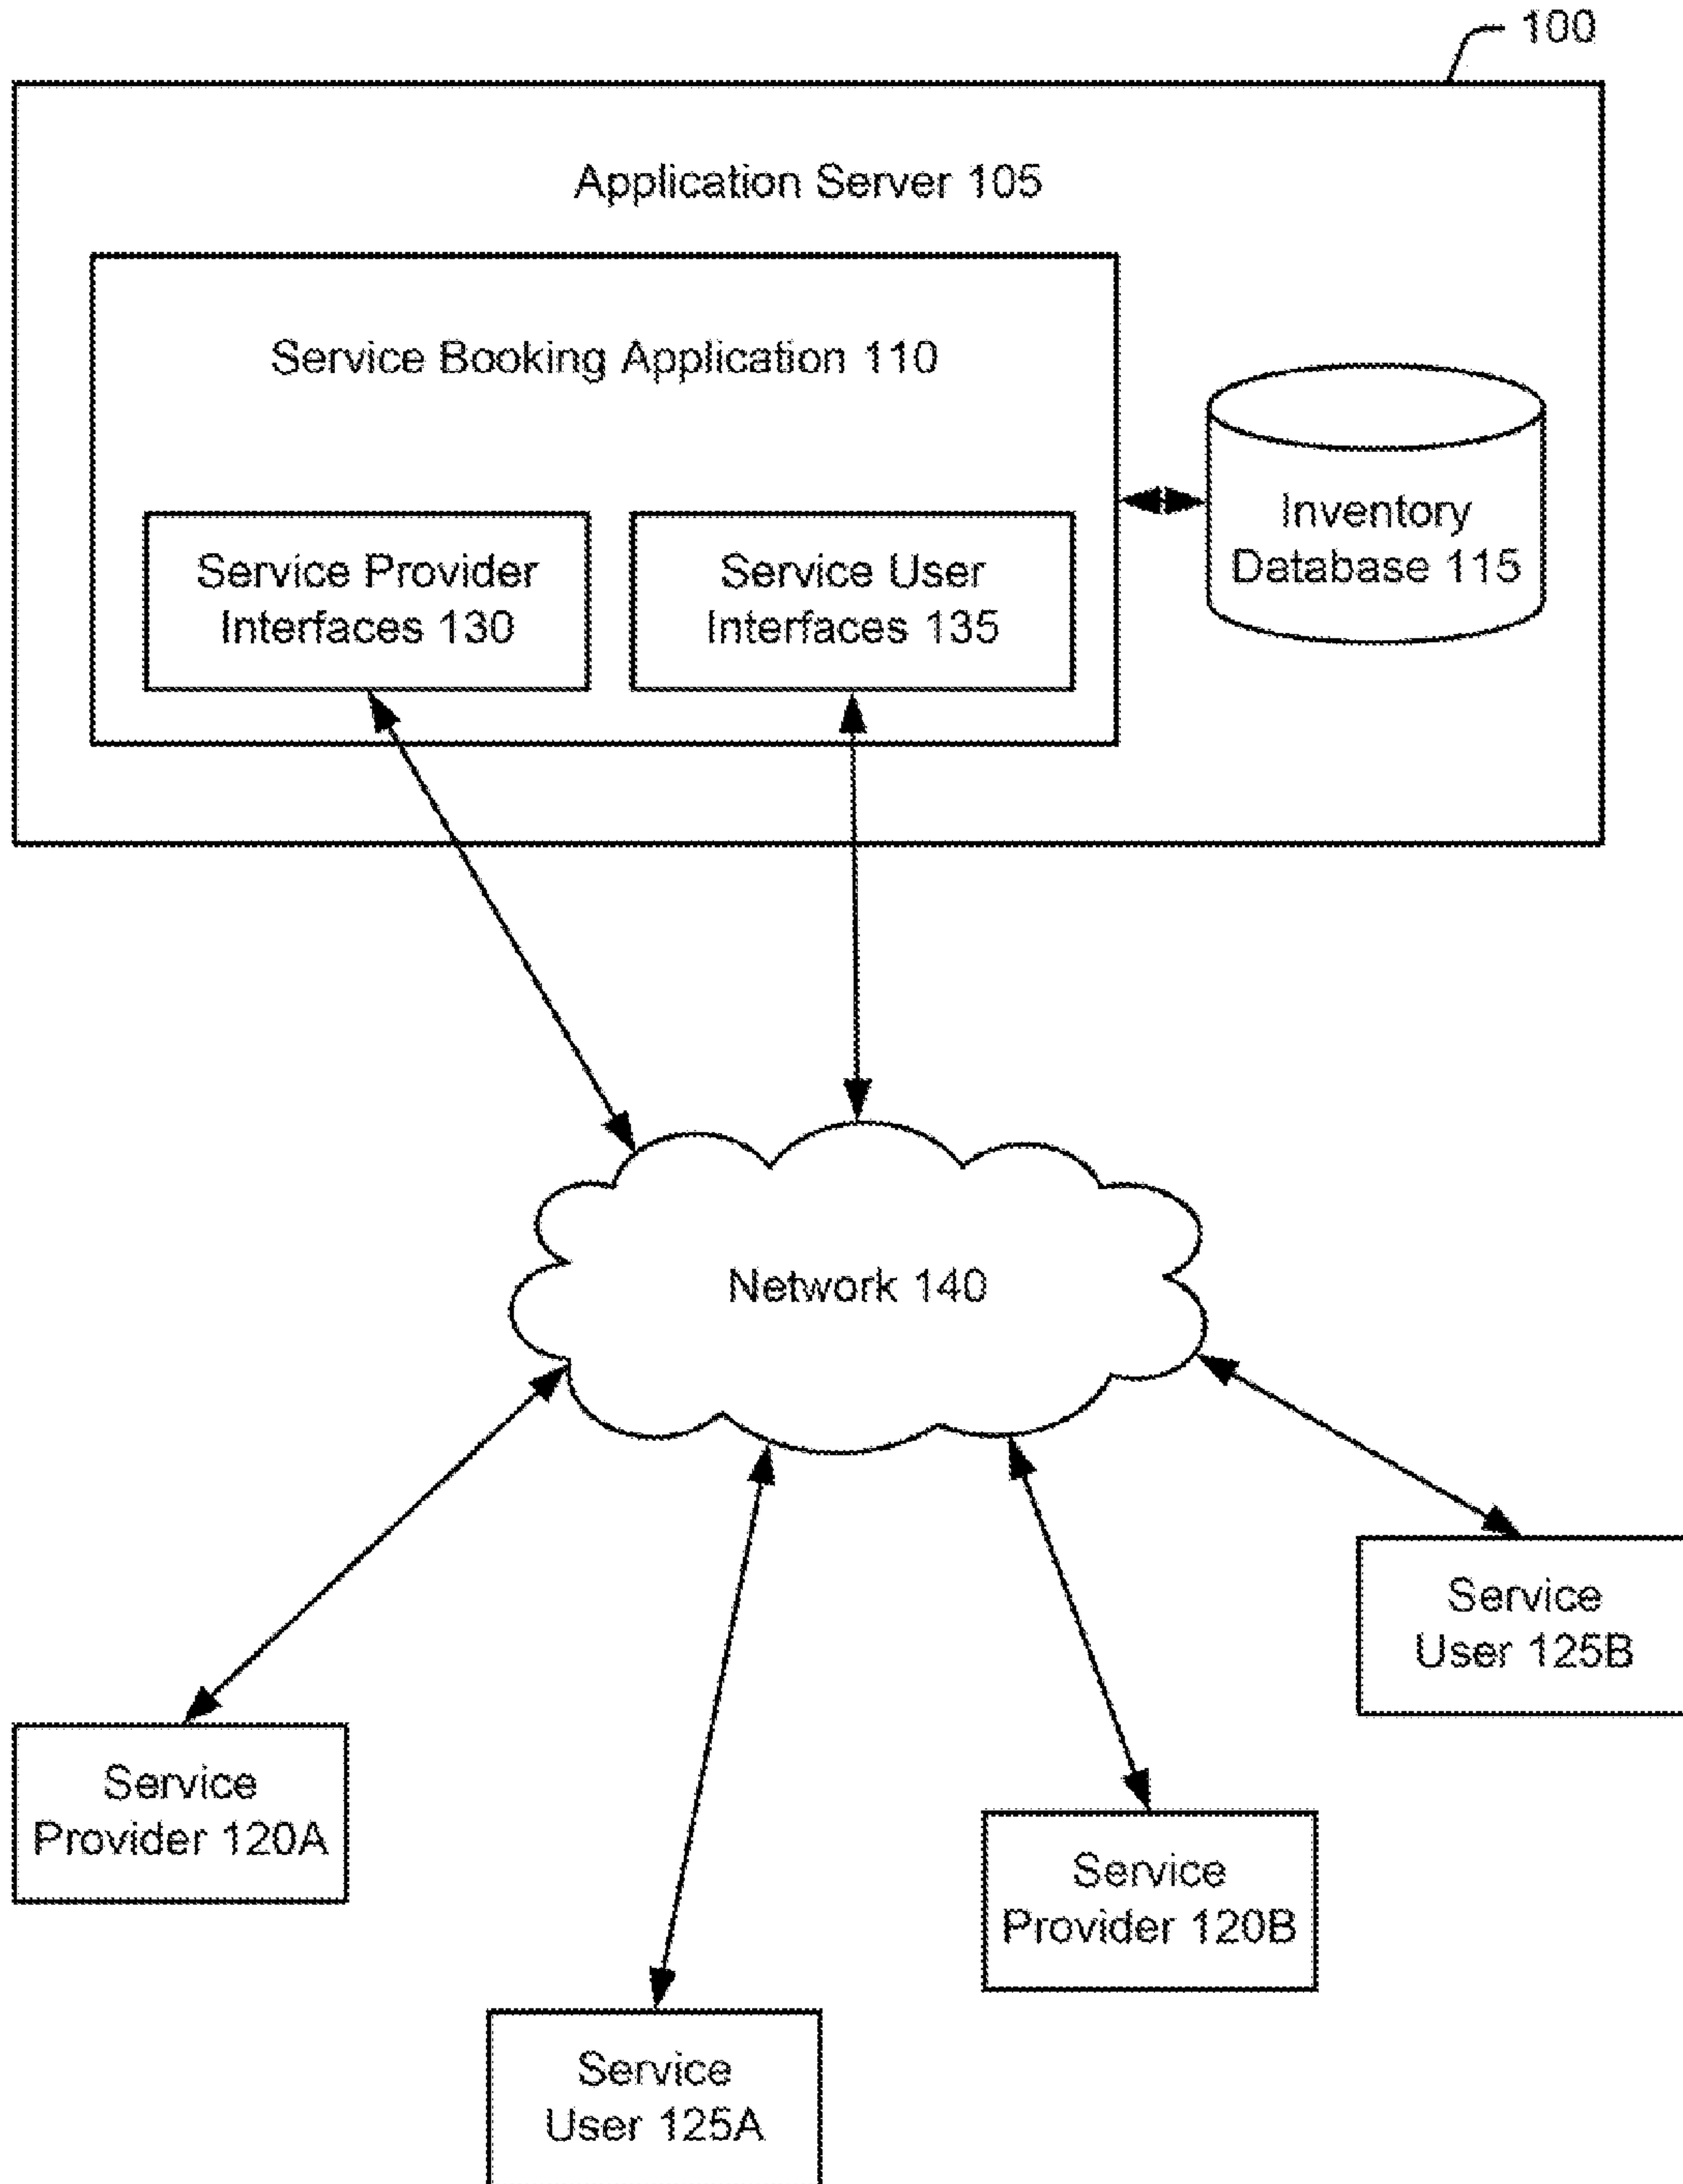 100
Application Server 105
Service Booking Application 110
Service Provider
Interfaces 130
Service User
Interfaces 135
Inventory
Database 115
Network 140
Service
User 125B
Service
Provider 120A
Service
Provider 120B
Service
User 125A